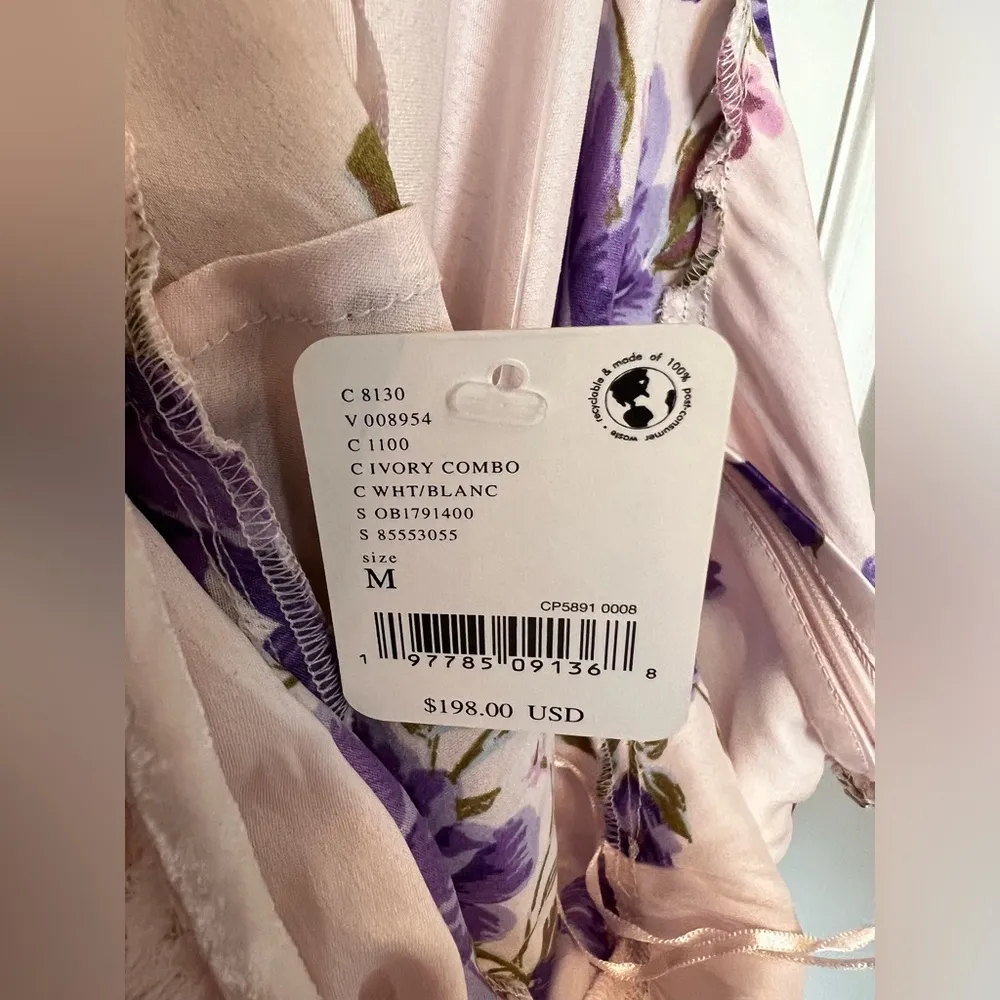 C 8130
V 008954
C 1100
C IVORY COMBO
C WHT/BLANC
S OB1791400
S 85553055
size
M
recyclable & made of 100% post-consumer waste •
CP5891 0008
1 97785 09136 8
$198.00 USD